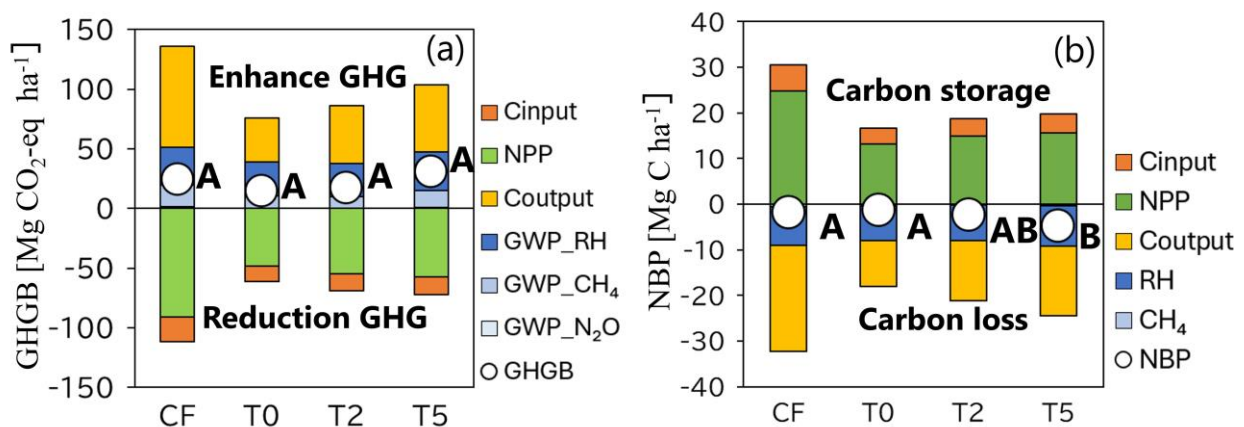 (a)
GHGB [Mg CO₂-eq ha⁻¹]
150
100
50
0
-50
-100
-150
Enhance GHG
A
A
A
A
Reduction GHG
CF
T0
T2
T5
Cinput
NPP
Coutput
GWP_RH
GWP_CH₄
GWP_N₂O
GHGB
(b)
NBP [Mg C ha⁻¹]
40
30
20
10
0
-10
-20
-30
-40
Carbon storage
A
A
AB
B
Carbon loss
CF
T0
T2
T5
Cinput
NPP
Coutput
RH
CH₄
NBP